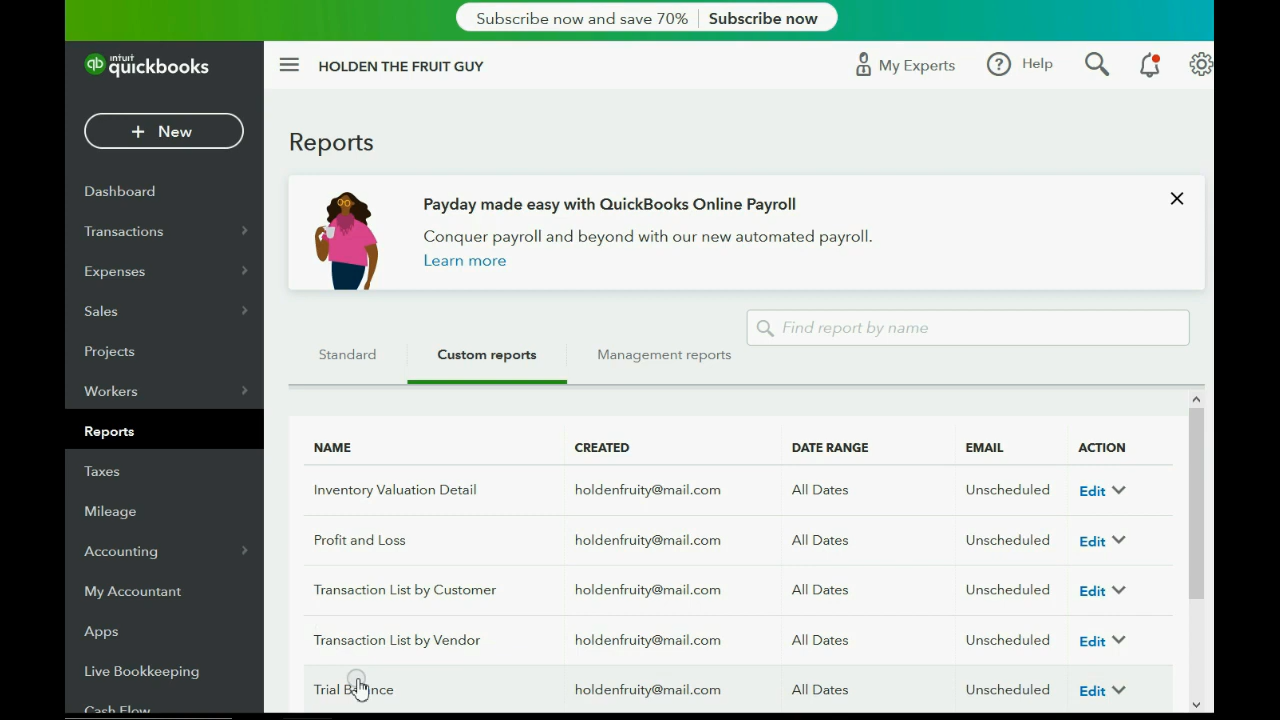 Subscribe now and save 70% Subscribe now
intuit
quickbooks
HOLDEN THE FRUIT GUY
My Experts
Help
+ New
Dashboard
Transactions
Expenses
Sales
Projects
Workers
Reports
Taxes
Mileage
Accounting
My Accountant
Apps
Live Bookkeeping
Cash Flow
Reports
Payday made easy with QuickBooks Online Payroll
Conquer payroll and beyond with our new automated payroll.
Learn more
Find report by name
Standard Custom reports Management reports
NAME CREATED DATE RANGE EMAIL ACTION
Inventory Valuation Detail holdenfruity@mail.com All Dates Unscheduled Edit
Profit and Loss holdenfruity@mail.com All Dates Unscheduled Edit
Transaction List by Customer holdenfruity@mail.com All Dates Unscheduled Edit
Transaction List by Vendor holdenfruity@mail.com All Dates Unscheduled Edit
Trial Balance holdenfruity@mail.com All Dates Unscheduled Edit